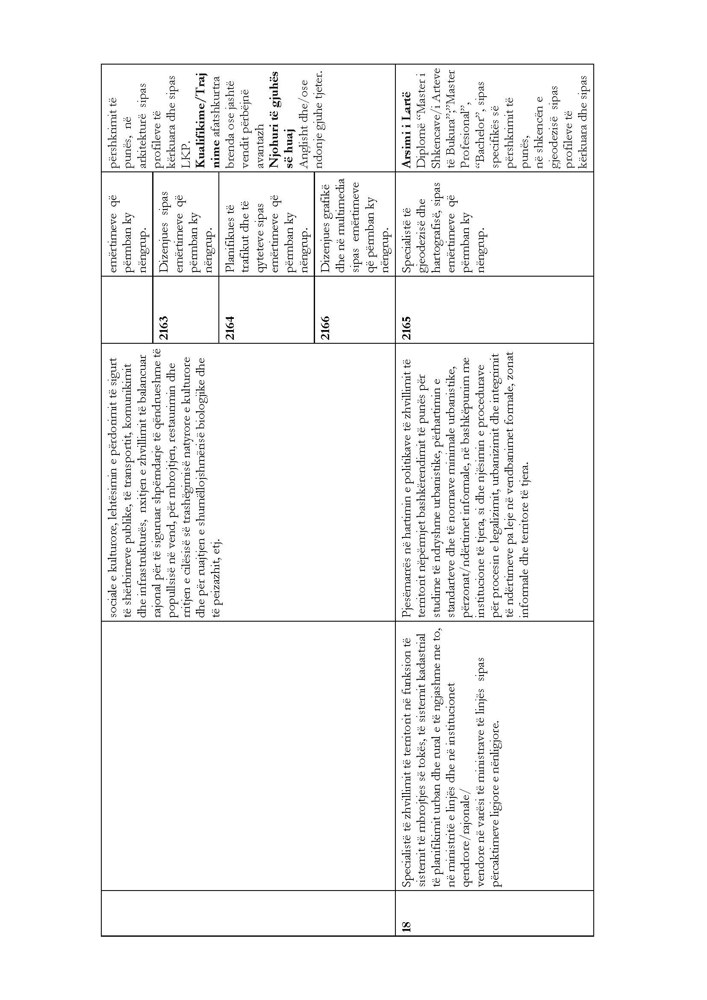 sociale e kulturore, lehtësimin e përdorimit të sigurt
të shërbimeve publike, të transportit, komunikimit
dhe infrastrukturës, nxitjen e zhvillimit të balancuar
rajonal për të siguruar shpëndarje të qëndrueshme të
popullsisë në vend, për mbrojtjen, restaurimin dhe
rritjen e cilësisë së trashëgimisë natyrore e kulturore
dhe për ruajtjen e shumëllojshmërisë biologjike dhe
të peizazhit, etj.
emërtimeve që
përmban ky
nëngrup.
2163
Dizenjues sipas
emërtimeve që
përmban ky
nëngrup.
2164
Planifikues të
trafikut dhe të
qyteteve sipas
emërtimeve që
përmban ky
nëngrup.
2166
Dizenjues grafikë
dhe në multimedia
sipas emërtimeve
që përmban ky
nëngrup.
përshkrimit të
punës, në
arkitekturë sipas
profileve të
kërkuara dhe sipas
LKP.
Kualifikime/Traj
nime afatshkurtra
brenda ose jashtë
vendit përbëjnë
avantazh
Njohuri të gjuhës
së huaj
Anglisht dhe/ose
ndonje gjuhe tjeter.
18
Specialistë të zhvillimit të territorit në funksion të
sistemit të mbrojtjes së tokës, të sistemit kadastrial
të planifikimit urban dhe rural e të ngjashme me to,
në ministritë e linjës dhe në institucionet
qendrore/rajonale/
vendore në varësi të ministrave të linjës sipas
përcaktimeve ligjore e nënligjore.
Pjesëmarrës në hartimin e politikave të zhvillimit të
territorit nëpërmjet bashkërendimit të punës për
studime të ndryshme urbanistike, përhartimin e
standarteve dhe të normave minimale urbanistike,
përzonat/ndërtimet informale, në bashkëpunim me
institucione të tjera, si dhe njësimin e procedurave
për procesin e legalizimit, urbanizimit dhe integrimit
të ndërtimeve pa leje në vendbanimet formale, zonat
informale dhe territore të tjera.
2165
Specialistë të
gjeodezisë dhe
hartografisë, sipas
emërtimeve që
përmban ky
nëngrup.
Arsimi i Lartë
Diplomë “Master i
Shkencave/i Arteve
të Bukura”;”Master
Profesional”,
“Bachelor”, sipas
specifikës së
përshkrimit të
punës,
në shkencën e
gjeodezisë sipas
profileve të
kërkuara dhe sipas